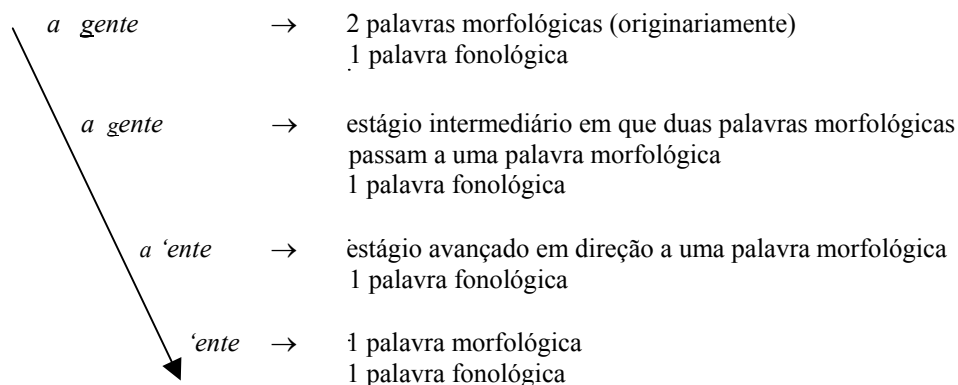 a gente → 2 palavras morfológicas (originariamente)
1 palavra fonológica
a gente → estágio intermediário em que duas palavras morfológicas
passam a uma palavra morfológica
1 palavra fonológica
a ‘ente → estágio avançado em direção a uma palavra morfológica
1 palavra fonológica
‘ente → 1 palavra morfológica
1 palavra fonológica